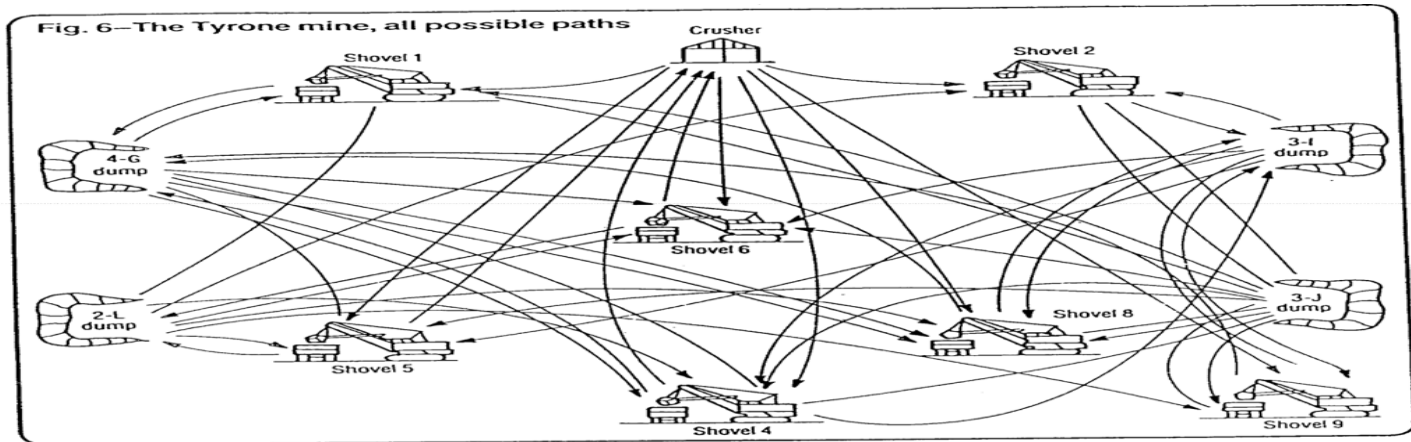 Fig. 6—The Tyrone mine, all possible paths
Crusher
Shovel 1
Shovel 2
4-G
dump
3-I
dump
Shovel 6
2-L
dump
3-J
dump
Shovel 8
Shovel 5
Shovel 4
Shovel 9